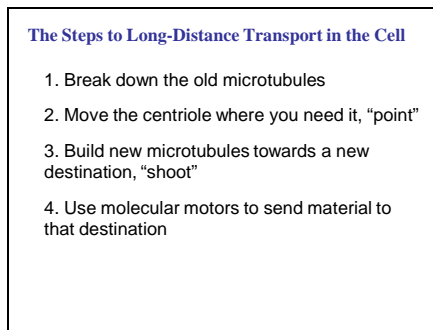 The Steps to Long-Distance Transport in the Cell
1. Break down the old microtubules
2. Move the centriole where you need it, “point”
3. Build new microtubules towards a new
destination, “shoot”
4. Use molecular motors to send material to
that destination